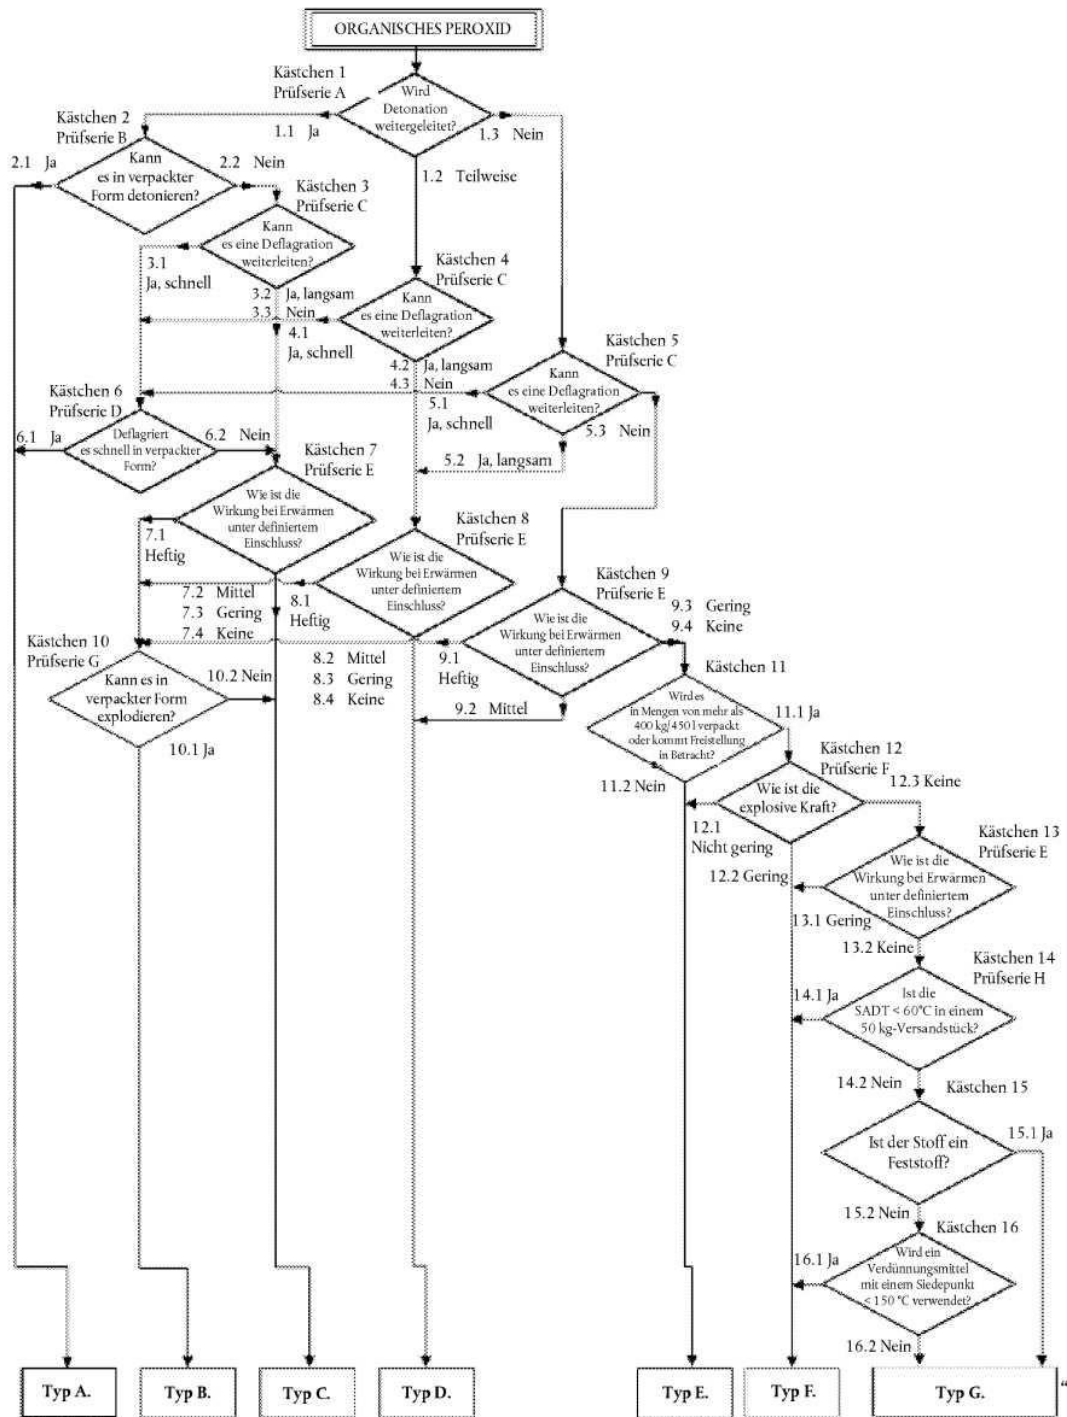 ORGANISCHES PEROXID
Kästchen 1
Prüfserie A
Wird
Detonation
weitergeleitet?
1.1 Ja
1.3 Nein
1.2 Teilweise
Kästchen 2
Prüfserie B
2.1 Ja
Kann
es in verpackter
Form detonieren?
2.2 Nein
Kästchen 3
Prüfserie C
Kann
es eine Deflagration
weiterleiten?
3.1
Ja, schnell
3.2 Ja, langsam
3.3 Nein
Kästchen 4
Prüfserie C
Kann
es eine Deflagration
weiterleiten?
4.1
Ja, schnell
4.2 Ja, langsam
4.3 Nein
Kästchen 5
Prüfserie C
Kann
es eine Deflagration
weiterleiten?
5.1
Ja, schnell
5.3 Nein
5.2 Ja, langsam
Kästchen 6
Prüfserie D
6.1 Ja
Deflagriert
es schnell in verpackter
Form?
6.2 Nein
Kästchen 7
Prüfserie E
Wie ist die
Wirkung bei Erwärmen
unter definiertem
Einschluss?
7.1
Heftig
7.2 Mittel
7.3 Gering
7.4 Keine
Kästchen 8
Prüfserie E
Wie ist die
Wirkung bei Erwärmen
unter definiertem
Einschluss?
8.1
Heftig
8.2 Mittel
8.3 Gering
8.4 Keine
Kästchen 9
Prüfserie E
Wie ist die
Wirkung bei Erwärmen
unter definiertem
Einschluss?
9.3 Gering
9.4 Keine
9.1
Heftig
9.2 Mittel
Kästchen 10
Prüfserie G
Kann es in
verpackter Form
explodieren?
10.2 Nein
10.1 Ja
Kästchen 11
Wird es
in Mengen von mehr als
400 kg/450 l verpackt
oder kommt Freistellung
in Betracht?
11.1 Ja
11.2 Nein
Kästchen 12
Prüfserie F
Wie ist die
explosive Kraft?
12.3 Keine
12.1
Nicht gering
12.2 Gering
Kästchen 13
Prüfserie E
Wie ist die
Wirkung bei Erwärmen
unter definiertem
Einschluss?
13.1 Gering
13.2 Keine
Kästchen 14
Prüfserie H
14.1 Ja
Ist die
SADT < 60°C in einem
50 kg-Versandstück?
14.2 Nein
Kästchen 15
Ist der Stoff ein
Feststoff?
15.1 Ja
15.2 Nein
Kästchen 16
16.1 Ja
Wird ein
Verdünnungsmittel
mit einem Siedepunkt
< 150 °C verwendet?
16.2 Nein
Typ A.
Typ B.
Typ C.
Typ D.
Typ E.
Typ F.
Typ G.
“